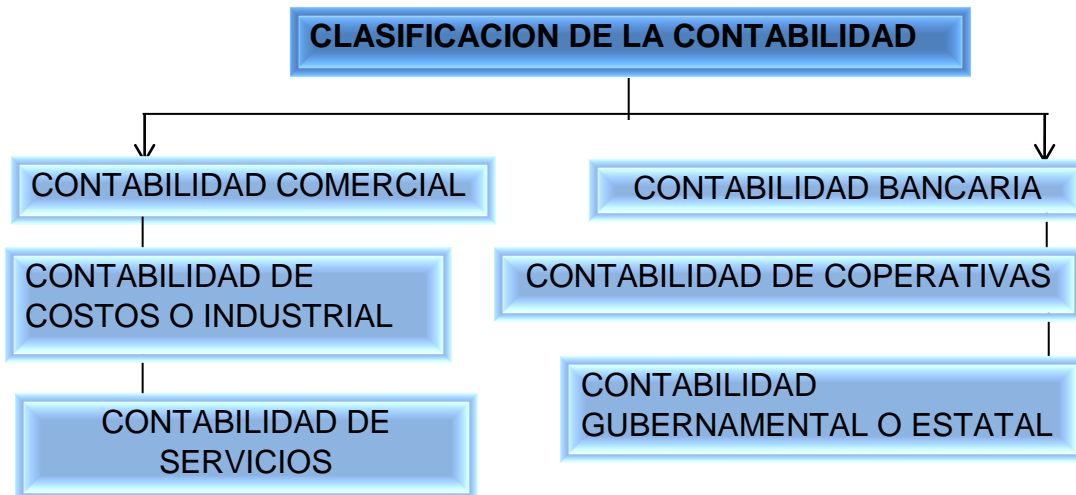 CLASIFICACION DE LA CONTABILIDAD
CONTABILIDAD COMERCIAL
CONTABILIDAD DE
COSTOS O INDUSTRIAL
CONTABILIDAD DE
SERVICIOS
CONTABILIDAD BANCARIA
CONTABILIDAD DE COPERATIVAS
CONTABILIDAD
GUBERNAMENTAL O ESTATAL